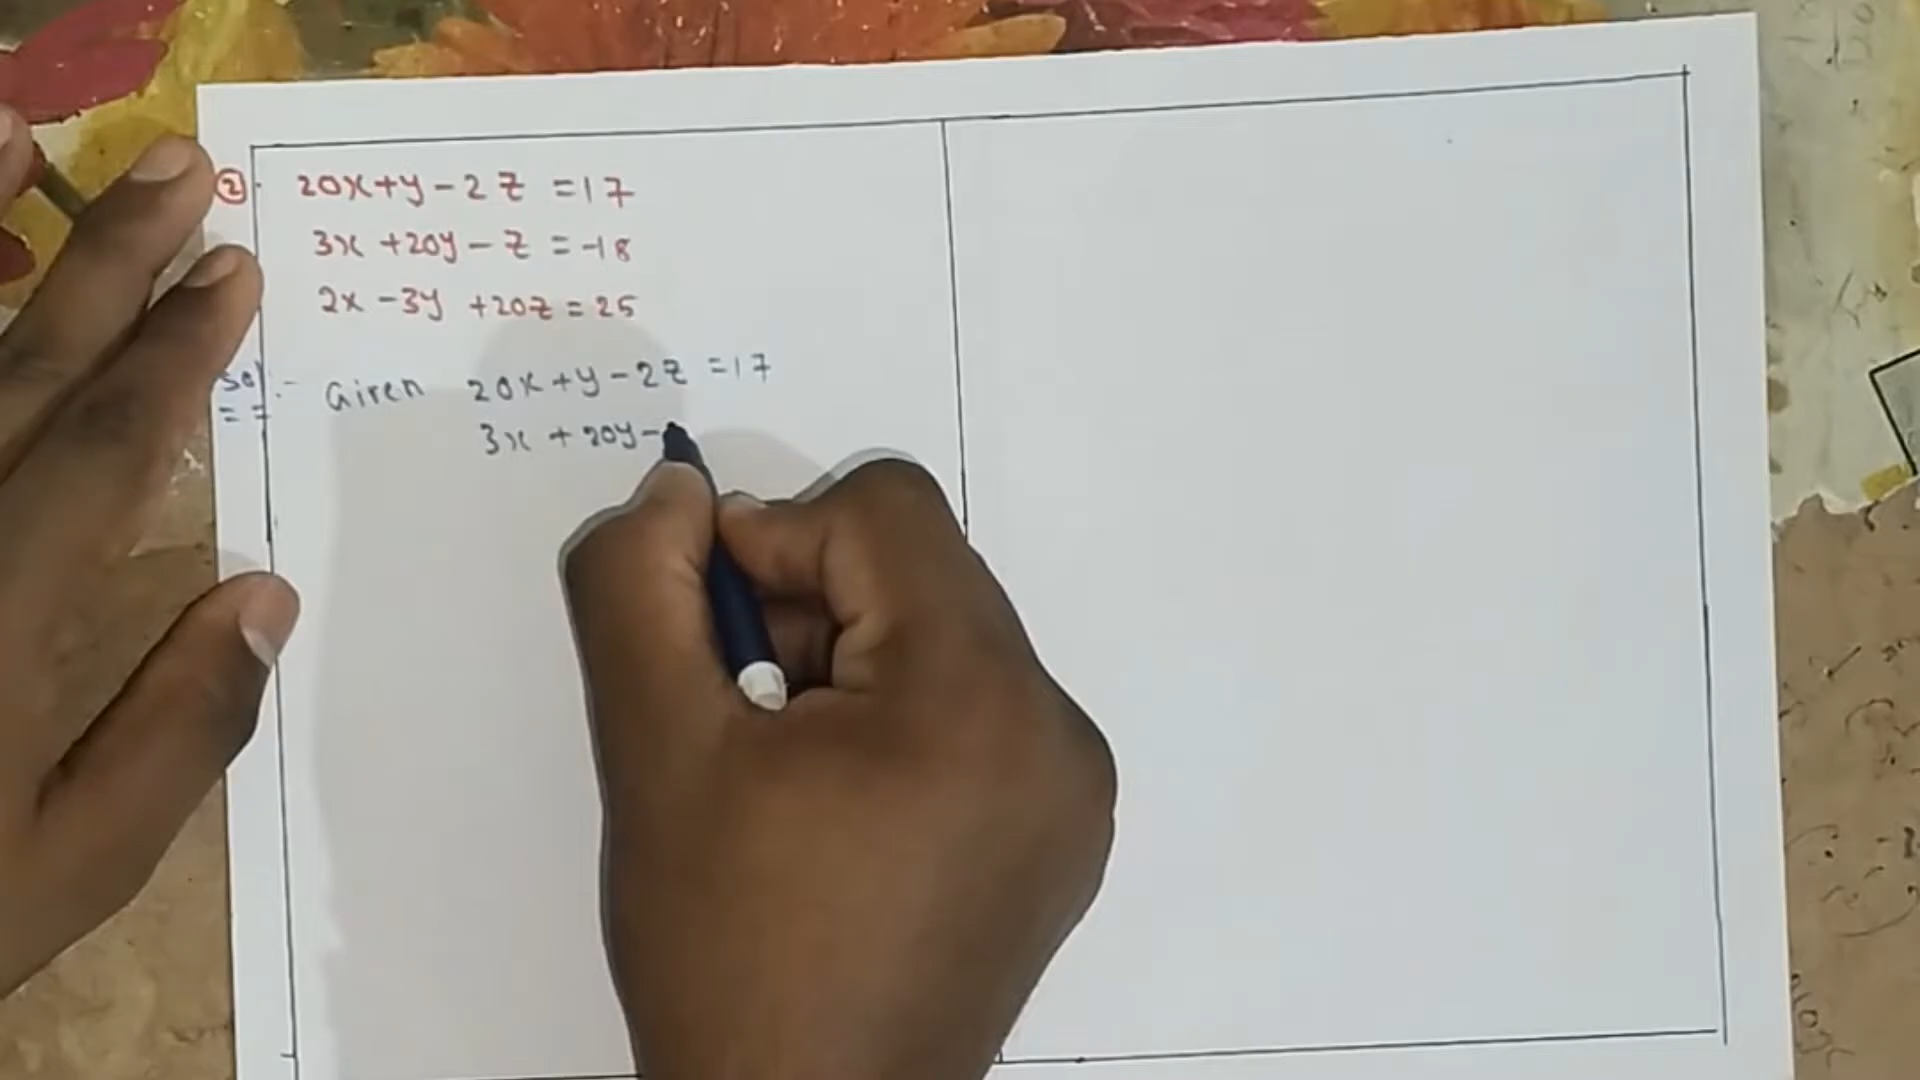 ② 20x+y-2z =17
3x +20y-z =-18
2x -3y +20z=25
Sol:- Given 20x+y-2z =17
3x + 20y-